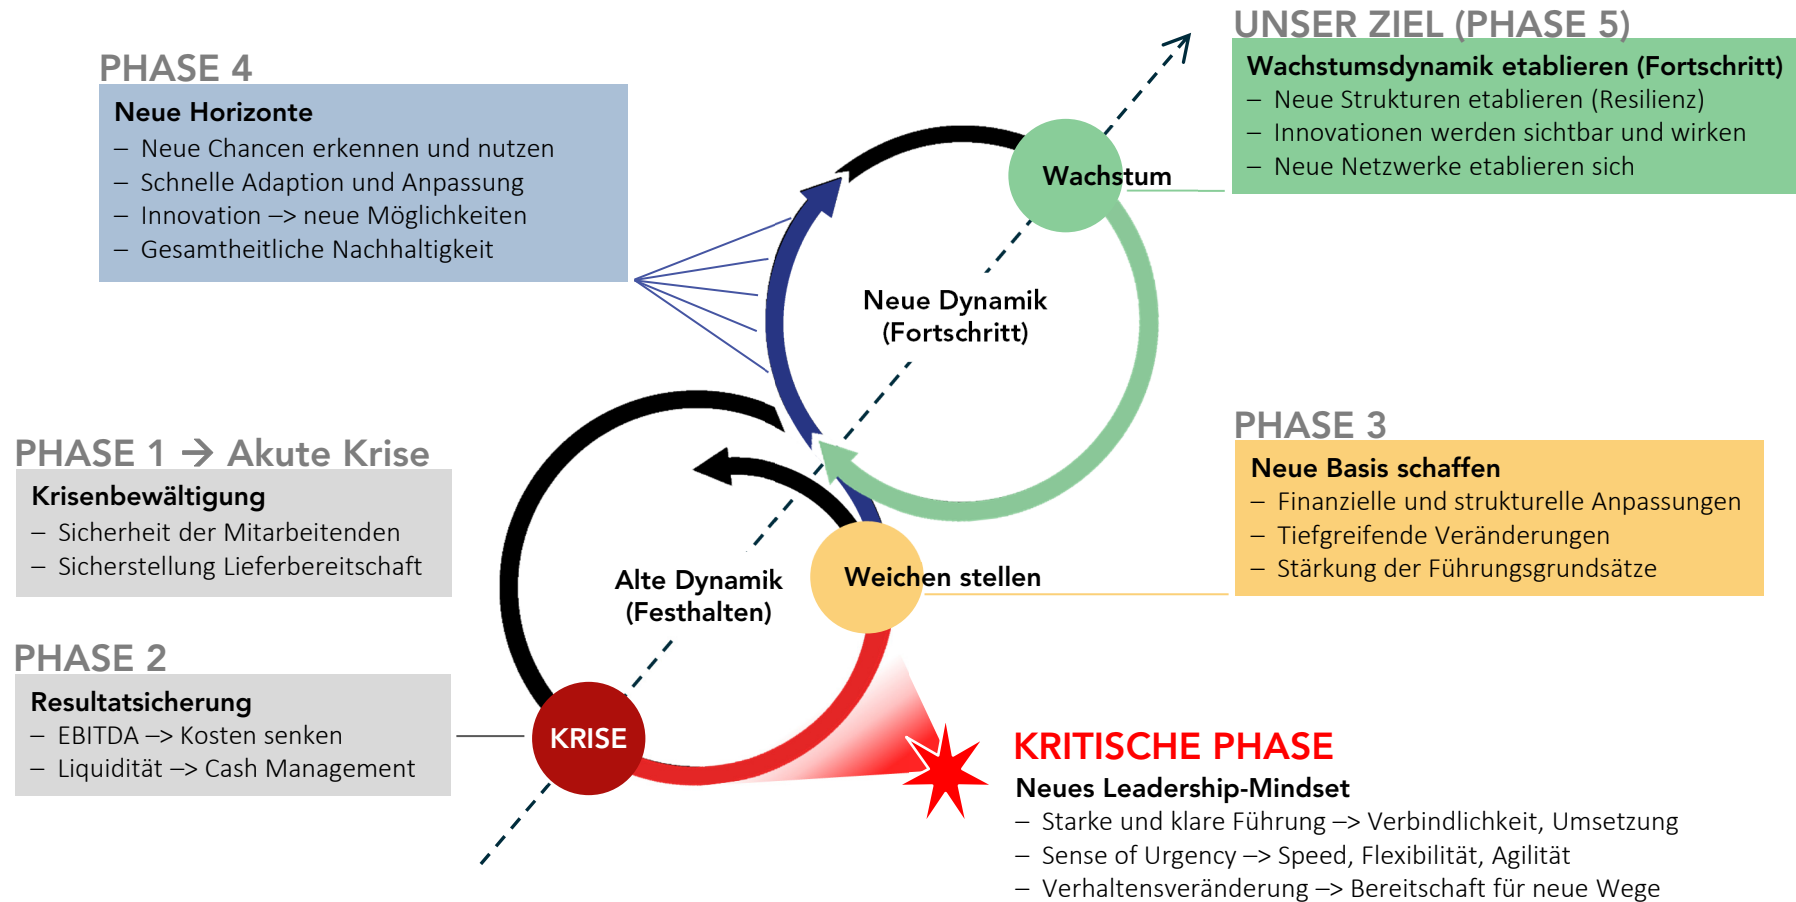 UNSER ZIEL (PHASE 5)
Wachstumsdynamik etablieren (Fortschritt)
– Neue Strukturen etablieren (Resilienz)
– Innovationen werden sichtbar und wirken
– Neue Netzwerke etablieren sich
PHASE 4
Neue Horizonte
– Neue Chancen erkennen und nutzen
– Schnelle Adaption und Anpassung
– Innovation –> neue Möglichkeiten
– Gesamtheitliche Nachhaltigkeit
Wachstum
Neue Dynamik
(Fortschritt)
PHASE 3
Neue Basis schaffen
– Finanzielle und strukturelle Anpassungen
– Tiefgreifende Veränderungen
– Stärkung der Führungsgrundsätze
PHASE 1 → Akute Krise
Krisenbewältigung
– Sicherheit der Mitarbeitenden
– Sicherstellung Lieferbereitschaft
Weichen stellen
Alte Dynamik
(Festhalten)
PHASE 2
Resultatsicherung
– EBITDA –> Kosten senken
– Liquidität –> Cash Management
KRISE
KRITISCHE PHASE
Neues Leadership-Mindset
– Starke und klare Führung –> Verbindlichkeit, Umsetzung
– Sense of Urgency –> Speed, Flexibilität, Agilität
– Verhaltensveränderung –> Bereitschaft für neue Wege